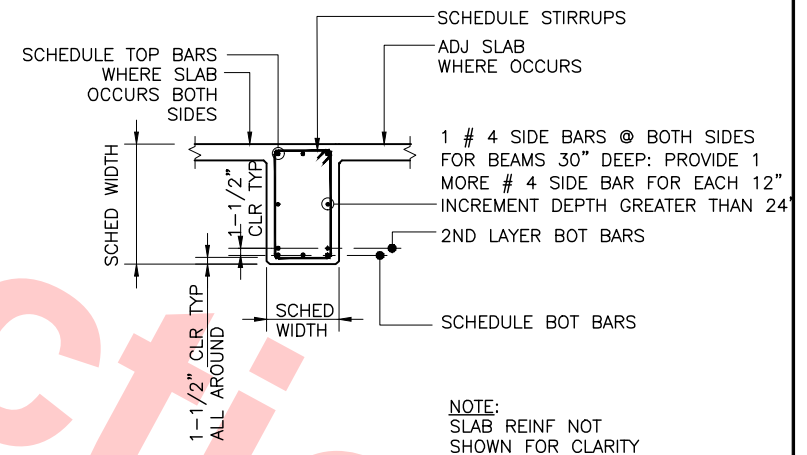 SCHEDULE STIRRUPS
SCHEDULE TOP BARS
WHERE SLAB
OCCURS BOTH
SIDES
ADJ SLAB
WHERE OCCURS
1 # 4 SIDE BARS @ BOTH SIDES
FOR BEAMS 30" DEEP: PROVIDE 1
MORE # 4 SIDE BAR FOR EACH 12"
INCREMENT DEPTH GREATER THAN 24"
2ND LAYER BOT BARS
SCHEDULE BOT BARS
SCHED WIDTH
1-1/2"
CLR TYP
SCHED
WIDTH
1-1/2" CLR TYP
ALL AROUND
NOTE:
SLAB REINF NOT
SHOWN FOR CLARITY